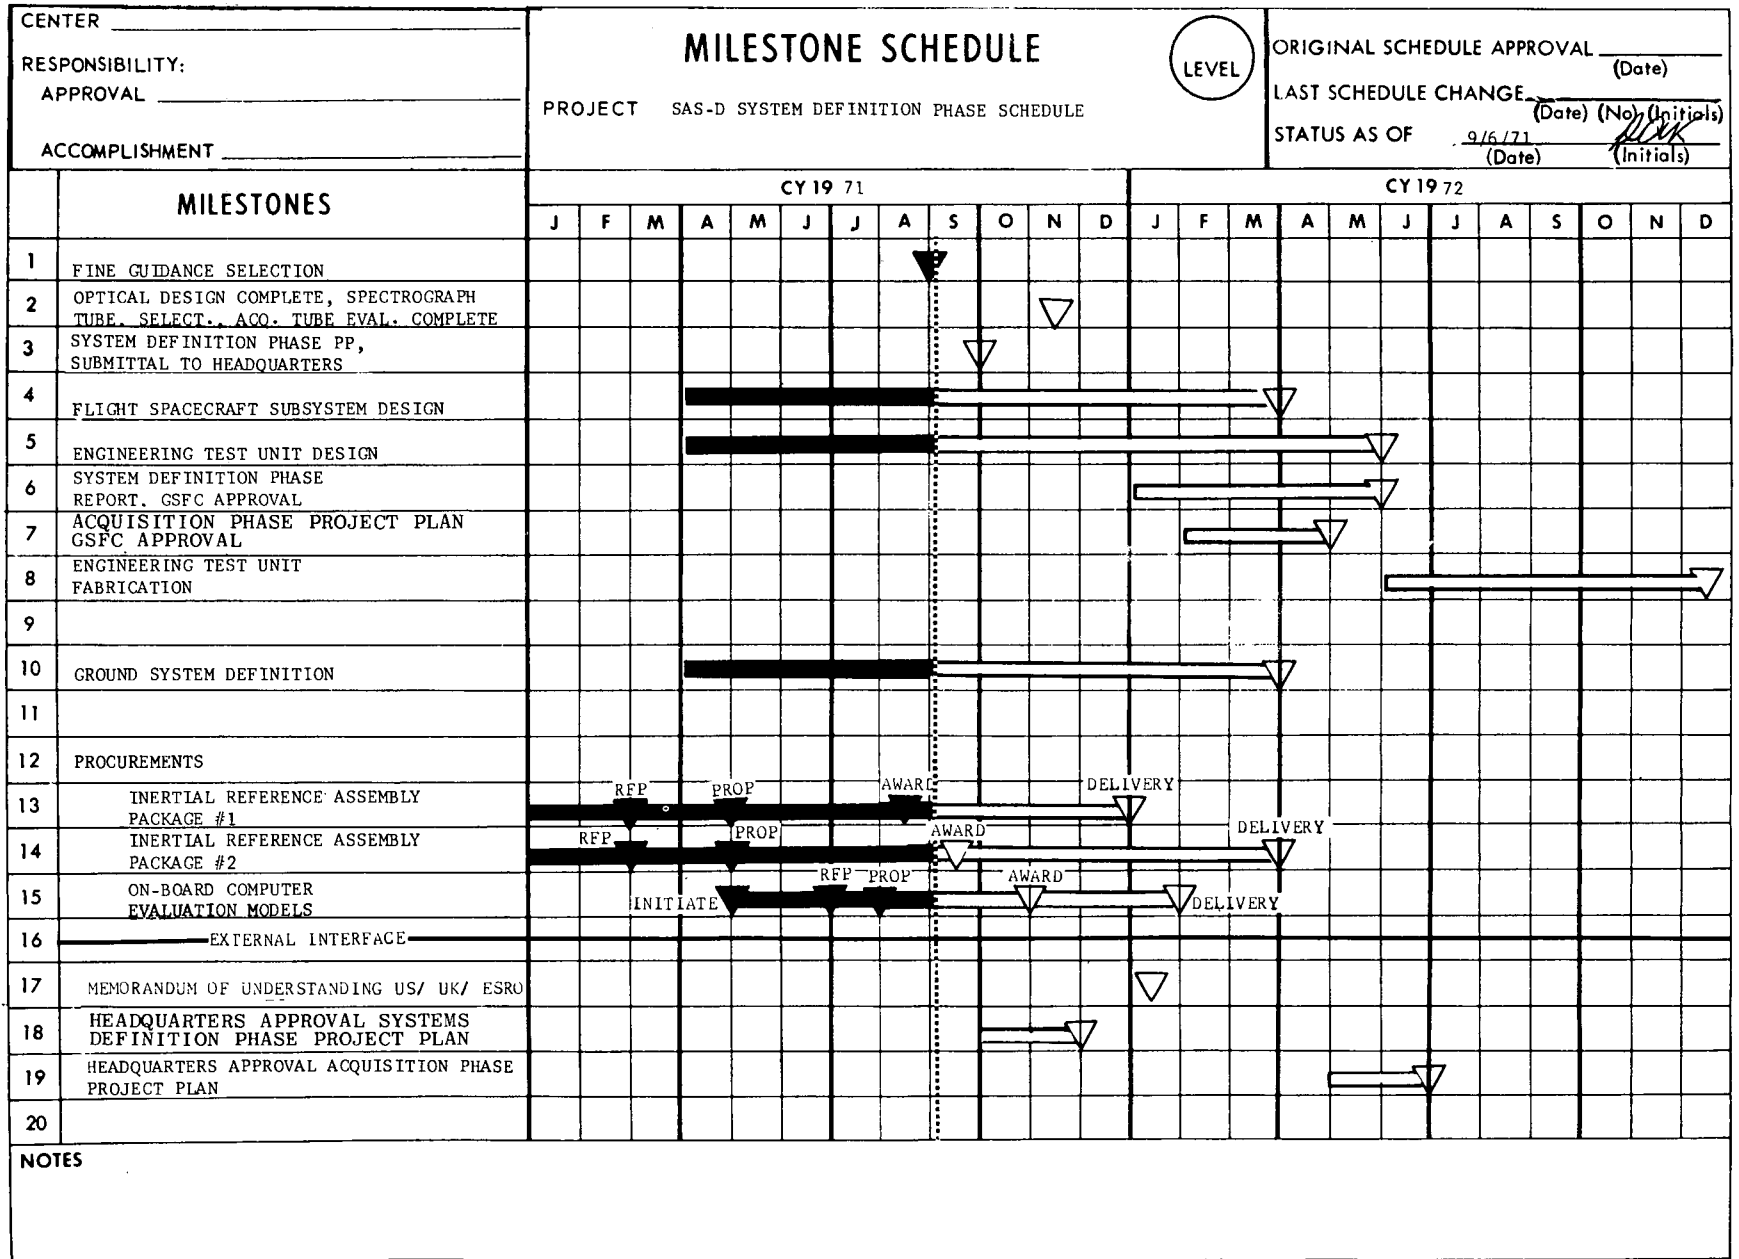 CENTER
RESPONSIBILITY:
APPROVAL
ACCOMPLISHMENT
MILESTONE SCHEDULE
PROJECT SAS-D SYSTEM DEFINITION PHASE SCHEDULE
LEVEL
ORIGINAL SCHEDULE APPROVAL
(Date)
LAST SCHEDULE CHANGE
(Date) (No) (Initials)
STATUS AS OF 9/6/71
(Date) (Initials)
MILESTONES
CY 19 71
CY 19 72
J F M A M J J A S O N D J F M A M J J A S O N D
1 FINE GUIDANCE SELECTION
2 OPTICAL DESIGN COMPLETE, SPECTROGRAPH
TUBE. SELECT., ACQ. TUBE EVAL. COMPLETE
3 SYSTEM DEFINITION PHASE PP,
SUBMITTAL TO HEADQUARTERS
4 FLIGHT SPACECRAFT SUBSYSTEM DESIGN
5 ENGINEERING TEST UNIT DESIGN
6 SYSTEM DEFINITION PHASE
REPORT. GSFC APPROVAL
7 ACQUISITION PHASE PROJECT PLAN
GSFC APPROVAL
8 ENGINEERING TEST UNIT
FABRICATION
9
10 GROUND SYSTEM DEFINITION
11
12 PROCUREMENTS
13 INERTIAL REFERENCE ASSEMBLY
PACKAGE #1
RFP PROP AWARD DELIVERY
14 INERTIAL REFERENCE ASSEMBLY
PACKAGE #2
RFP PROP AWARD DELIVERY
15 ON-BOARD COMPUTER
EVALUATION MODELS
INITIATE RFP PROP AWARD DELIVERY
16 EXTERNAL INTERFACE
17 MEMORANDUM OF UNDERSTANDING US/ UK/ ESRO
18 HEADQUARTERS APPROVAL SYSTEMS
DEFINITION PHASE PROJECT PLAN
19 HEADQUARTERS APPROVAL ACQUISITION PHASE
PROJECT PLAN
20
NOTES